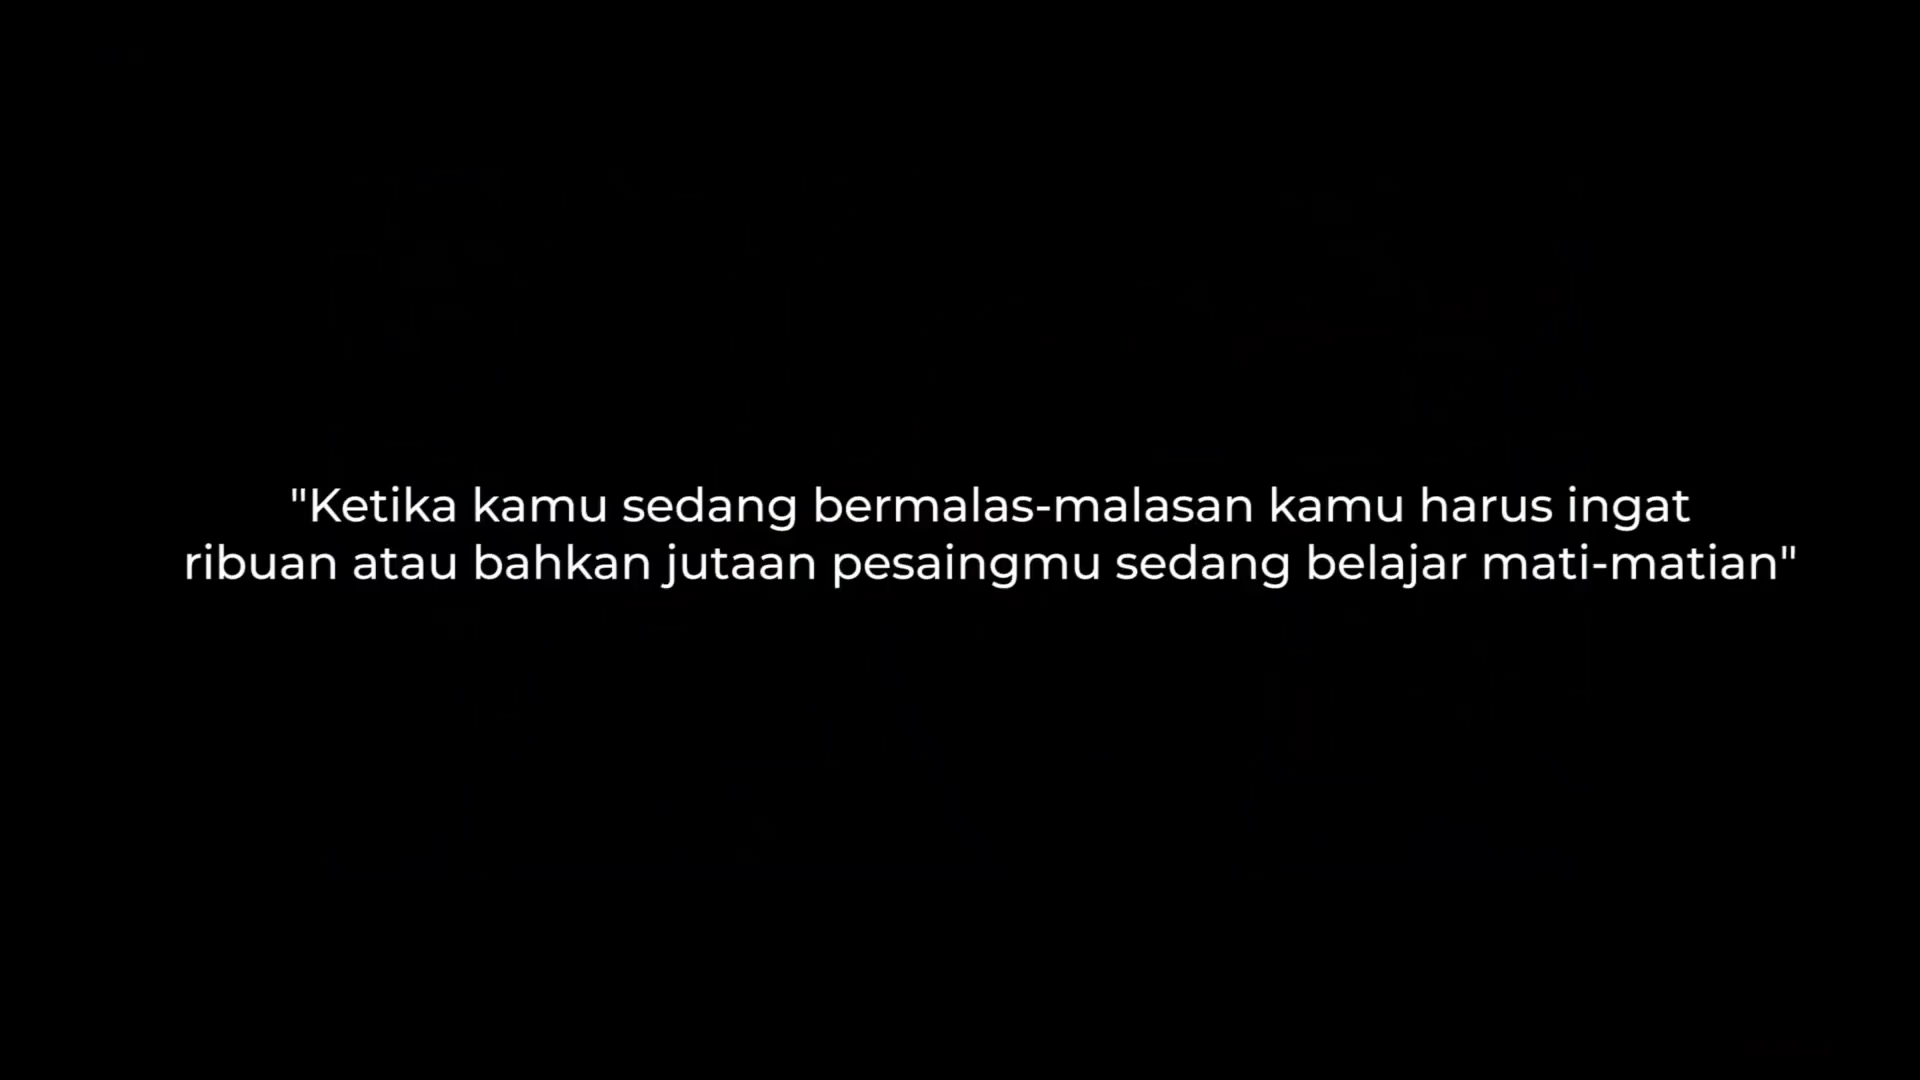 "Ketika kamu sedang bermalas-malasan kamu harus ingat
ribuan atau bahkan jutaan pesaingmu sedang belajar mati-matian"